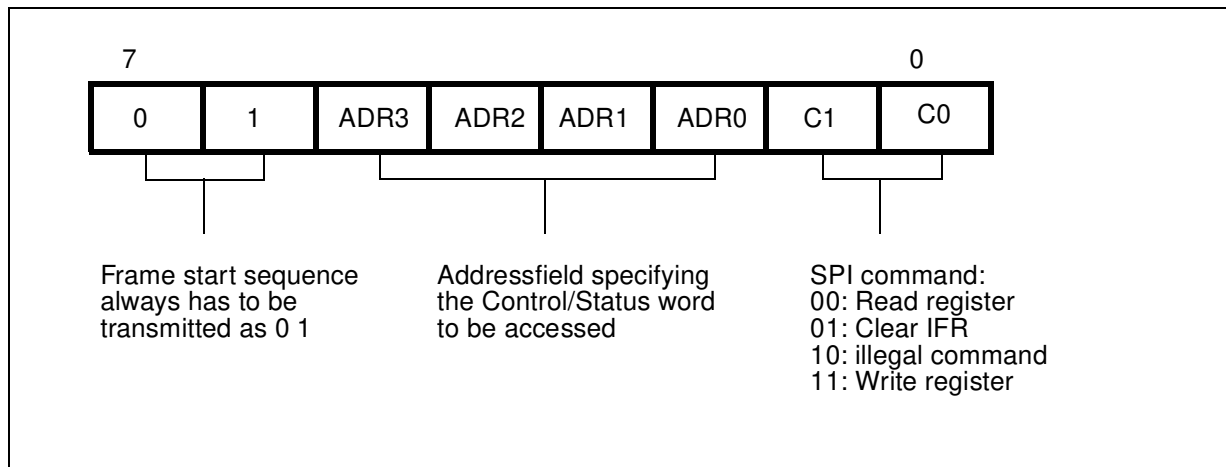 7 0
0 1 ADR3 ADR2 ADR1 ADR0 C1 C0
Frame start sequence
always has to be
transmitted as 0 1
Addressfield specifying
the Control/Status word
to be accessed
SPI command:
00: Read register
01: Clear IFR
10: illegal command
11: Write register